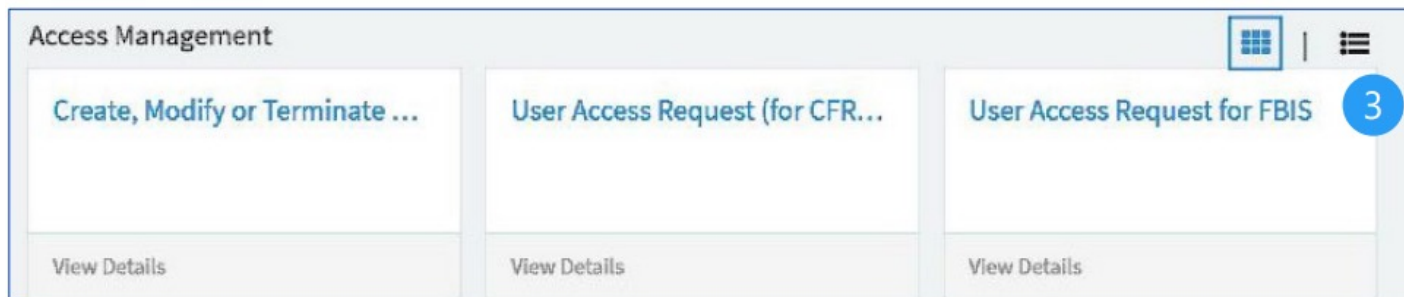 Access Management
|
Create, Modify or Terminate ...
User Access Request (for CFR...
User Access Request for FBIS
3
View Details
View Details
View Details